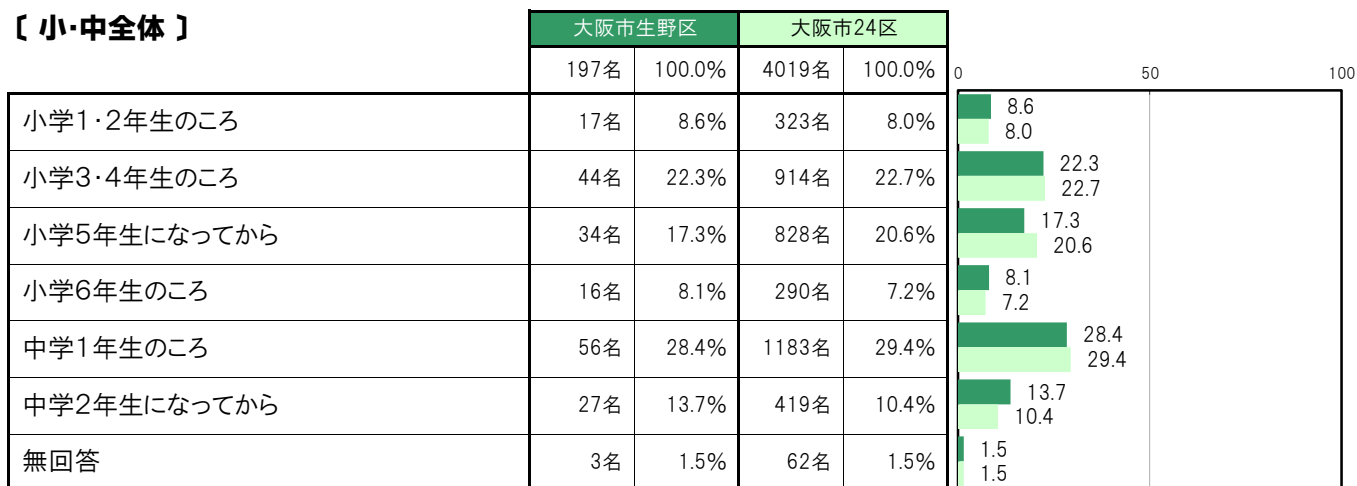 〔 小・中全体 〕
大阪市生野区 大阪市24区
197名 100.0% 4019名 100.0% 0 50 100
小学1・2年生のころ 17名 8.6% 323名 8.0% 8.6
8.0
小学3・4年生のころ 44名 22.3% 914名 22.7% 22.3
22.7
小学5年生になってから 34名 17.3% 828名 20.6% 17.3
20.6
小学6年生のころ 16名 8.1% 290名 7.2% 8.1
7.2
中学1年生のころ 56名 28.4% 1183名 29.4% 28.4
29.4
中学2年生になってから 27名 13.7% 419名 10.4% 13.7
10.4
無回答 3名 1.5% 62名 1.5% 1.5
1.5